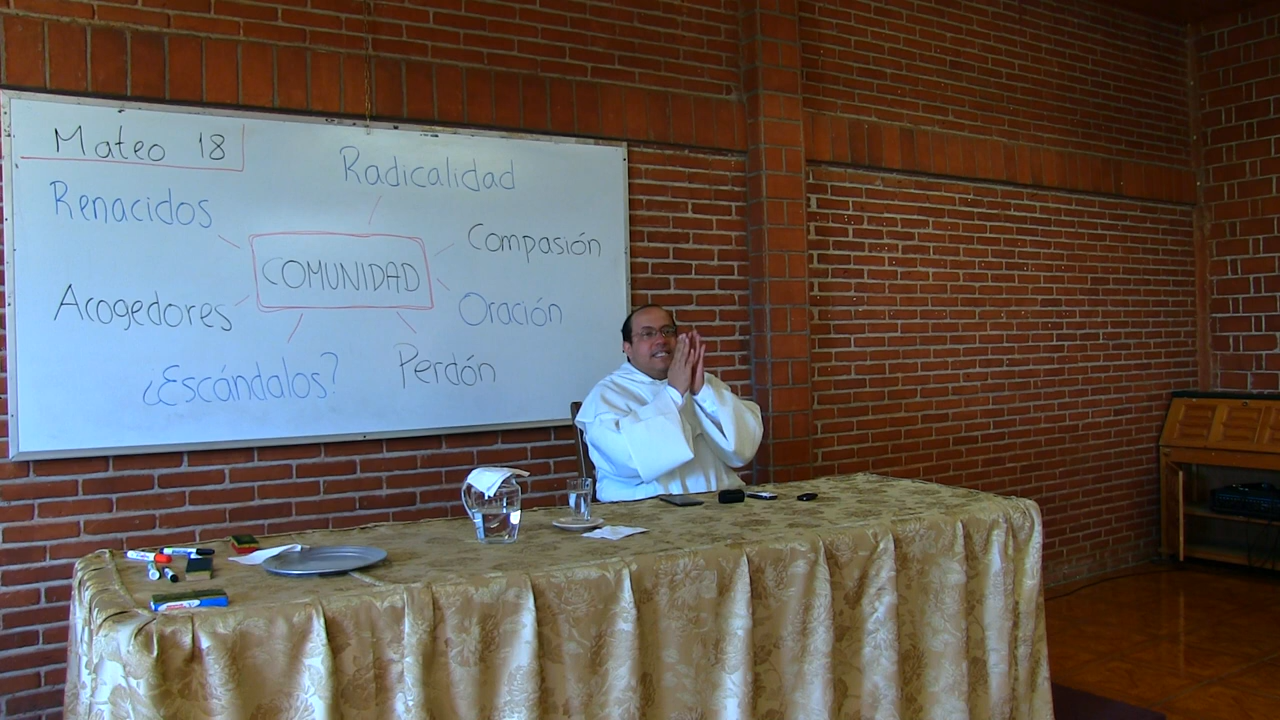 Mateo 18
Radicalidad
Renacidos
Compasión
COMUNIDAD
Acogedores
Oración
¿Escándalos?
Perdón